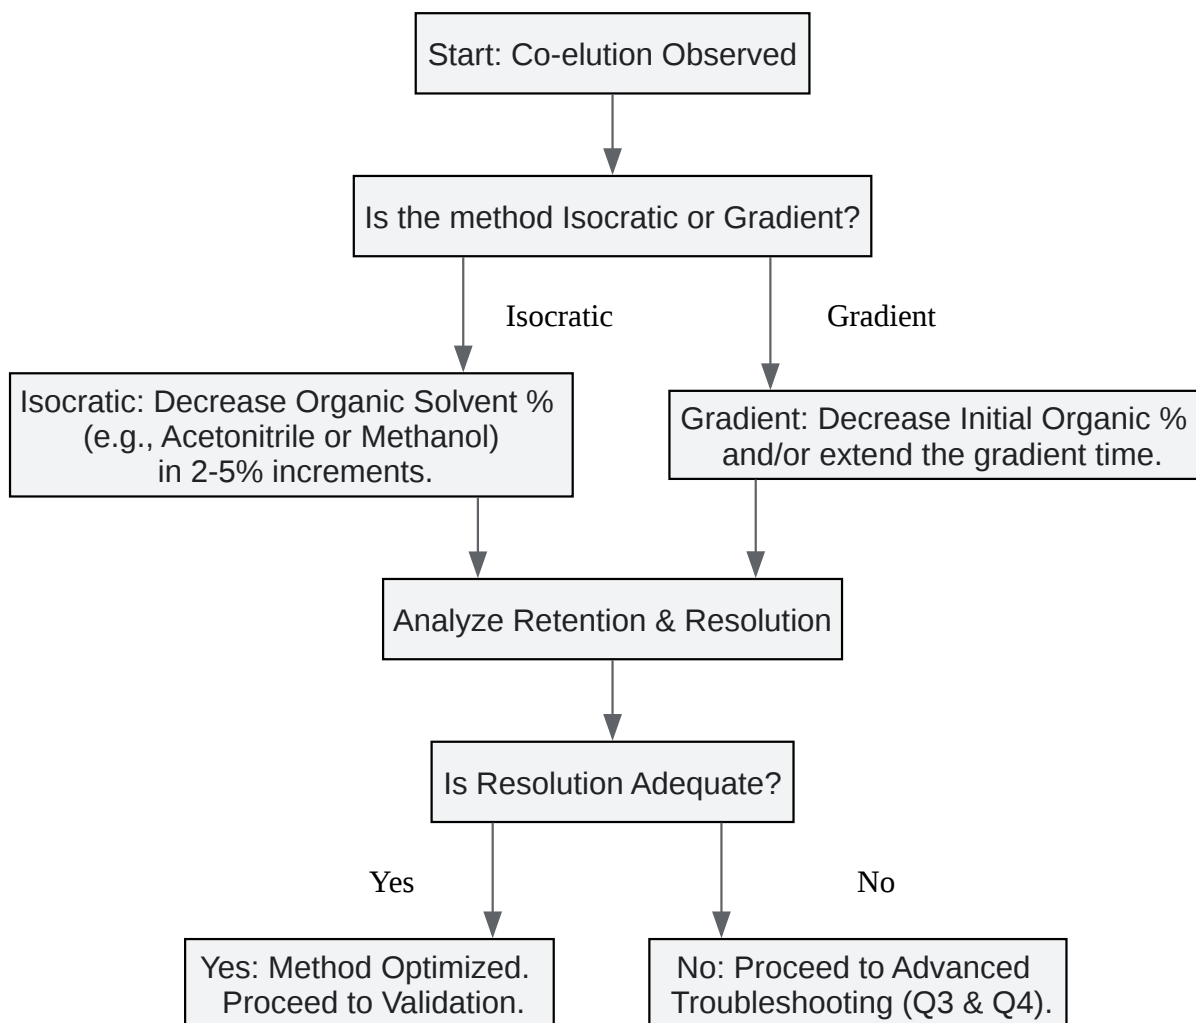 Start: Co-elution Observed
Is the method Isocratic or Gradient?
Isocratic
Gradient
Isocratic: Decrease Organic Solvent %
(e.g., Acetonitrile or Methanol)
in 2-5% increments.
Gradient: Decrease Initial Organic %
and/or extend the gradient time.
Analyze Retention & Resolution
Is Resolution Adequate?
Yes
No
Yes: Method Optimized.
Proceed to Validation.
No: Proceed to Advanced
Troubleshooting (Q3 & Q4).